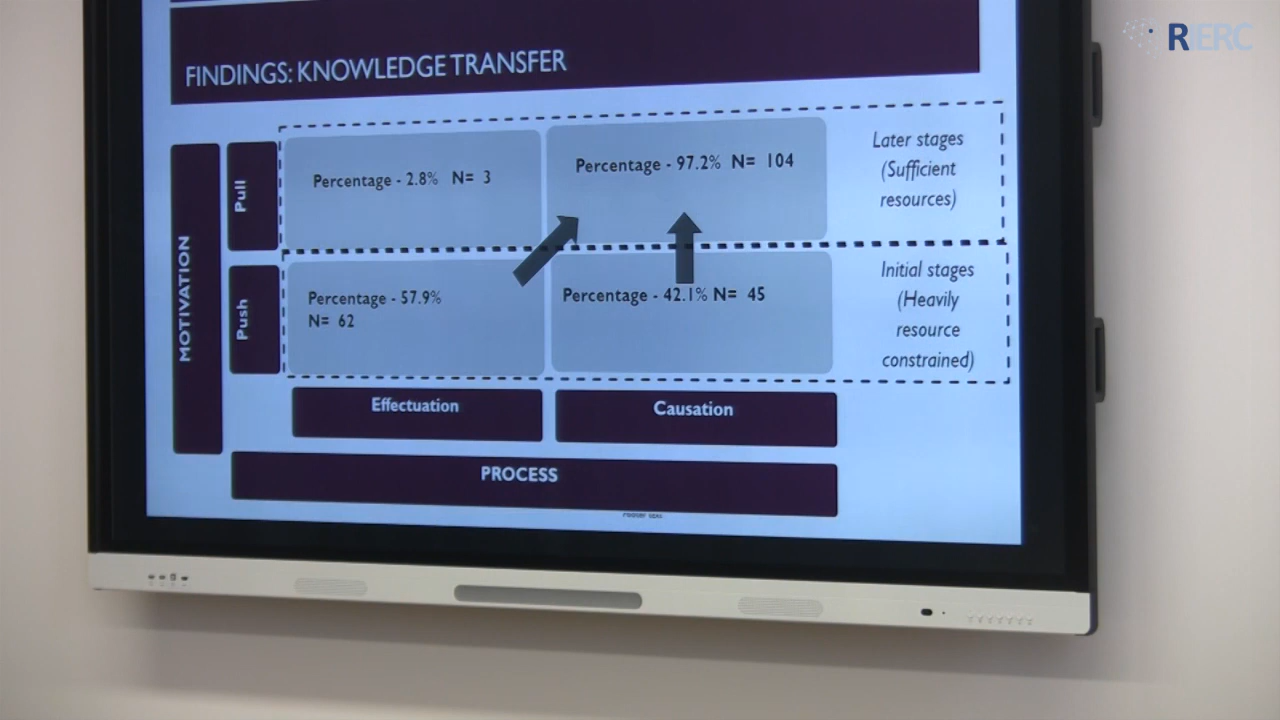 RIERC
FINDINGS: KNOWLEDGE TRANSFER
MOTIVATION
Pull
Percentage - 2.8% N= 3
Percentage - 97.2% N= 104
Later stages
(Sufficient
resources)
Push
Percentage - 57.9%
N= 62
Percentage - 42.1% N= 45
Initial stages
(Heavily
resource
constrained)
Effectuation
Causation
PROCESS